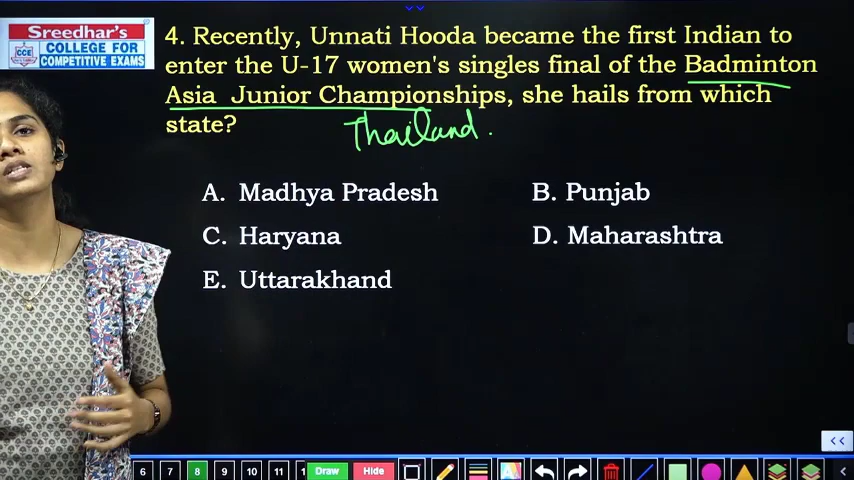 Sreedhar's
CCE
COLLEGE FOR
COMPETITIVE EXAMS
4. Recently, Unnati Hooda became the first Indian to
enter the U-17 women's singles final of the Badminton
Asia Junior Championships, she hails from which
state?
Thailand.
A. Madhya Pradesh
B. Punjab
C. Haryana
D. Maharashtra
E. Uttarakhand
<<
6 7 8 9 10 11 1 Draw Hide